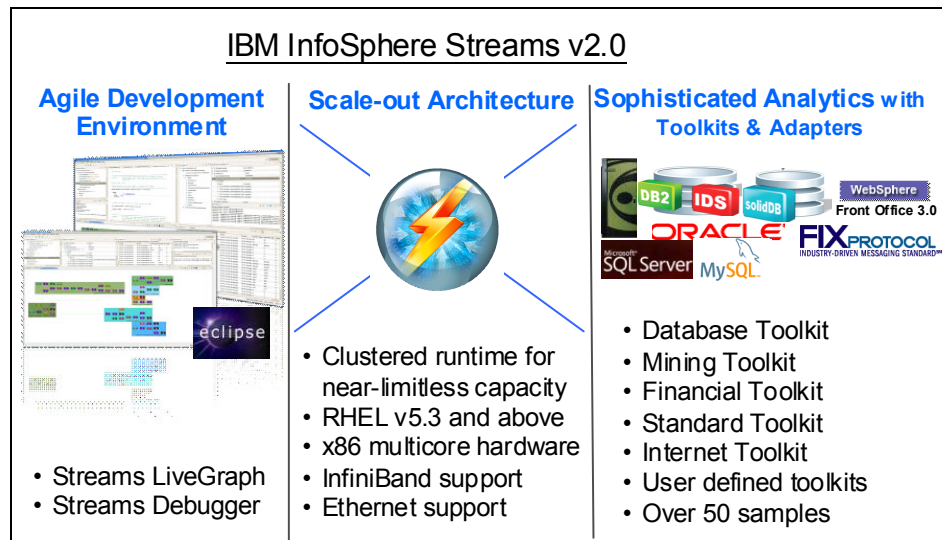 IBM InfoSphere Streams v2.0
Agile Development
Environment
eclipse
• Streams LiveGraph
• Streams Debugger
Scale-out Architecture
• Clustered runtime for
near-limitless capacity
• RHEL v5.3 and above
• x86 multicore hardware
• InfiniBand support
• Ethernet support
Sophisticated Analytics with
Toolkits & Adapters
DB2
IDS
solidDB
WebSphere
Front Office 3.0
ORACLE
Microsoft
SQL Server
MySQL
FIX PROTOCOL
INDUSTRY-DRIVEN MESSAGING STANDARD
• Database Toolkit
• Mining Toolkit
• Financial Toolkit
• Standard Toolkit
• Internet Toolkit
• User defined toolkits
• Over 50 samples